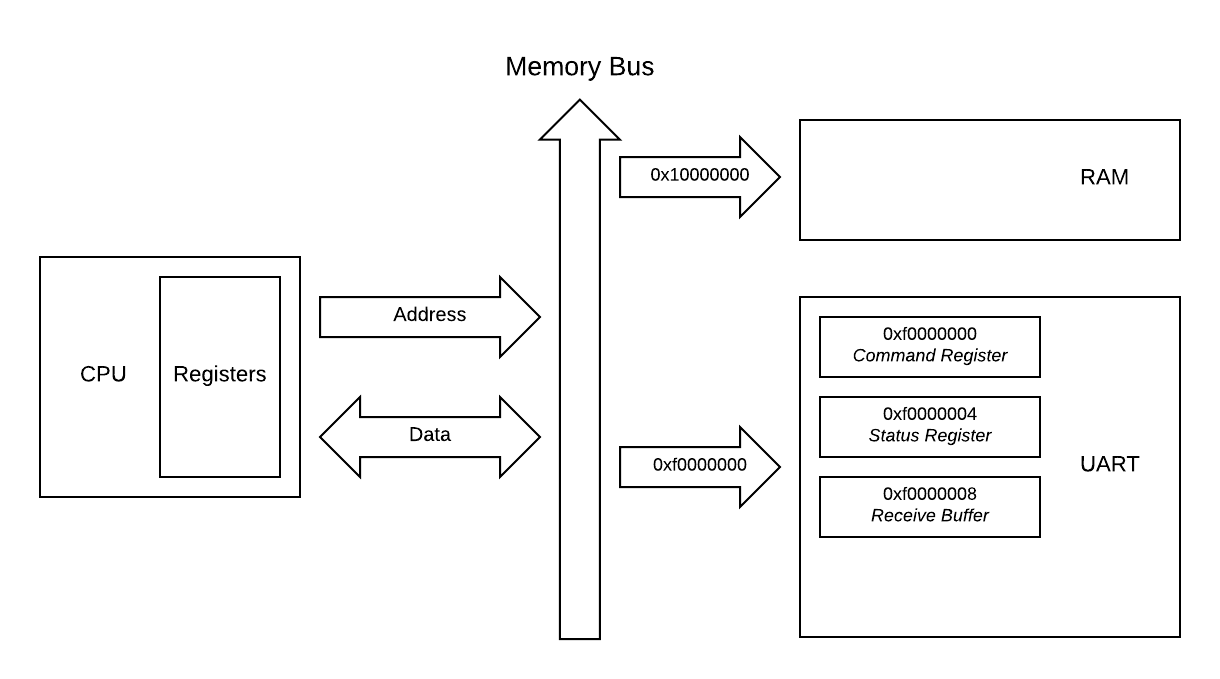 Memory Bus
0x10000000
RAM
CPU
Registers
Address
Data
0xf0000000
0xf0000000
Command Register
0xf0000004
Status Register
0xf0000008
Receive Buffer
UART